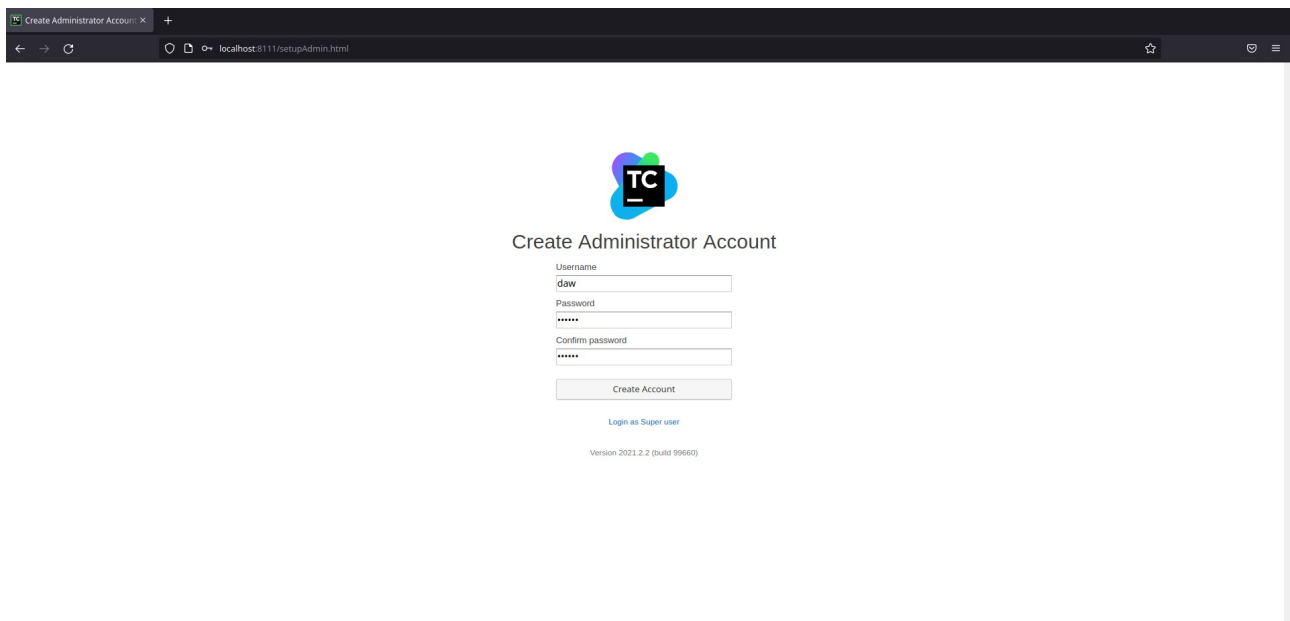 Create Administrator Account
localhost:8111/setupAdmin.html
TC
Create Administrator Account
Username
daw
Password
••••••
Confirm password
••••••
Create Account
Login as Super user
Version 2021.2.2 (build 99660)